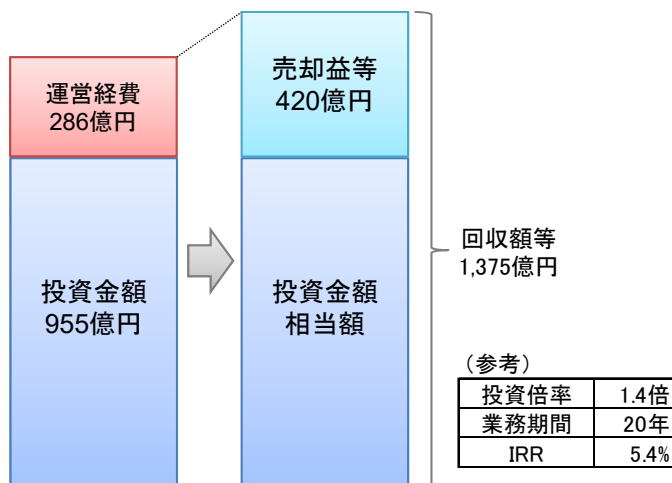 運営経費
286億円
投資金額
955億円
売却益等
420億円
投資金額
相当額
回収額等
1,375億円
（参考）
投資倍率 1.4倍
業務期間 20年
IRR 5.4%